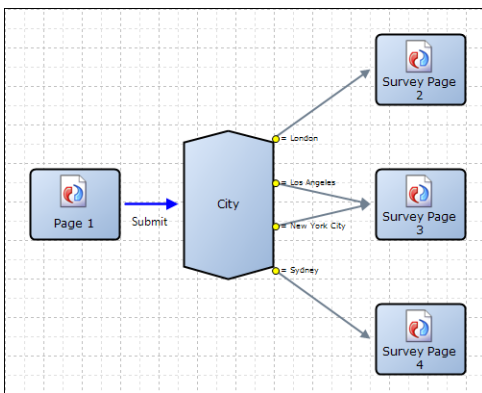 Survey Page
2
= London
= Los Angeles
Page 1
Submit
City
= New York City
Survey Page
3
= Sydney
Survey Page
4